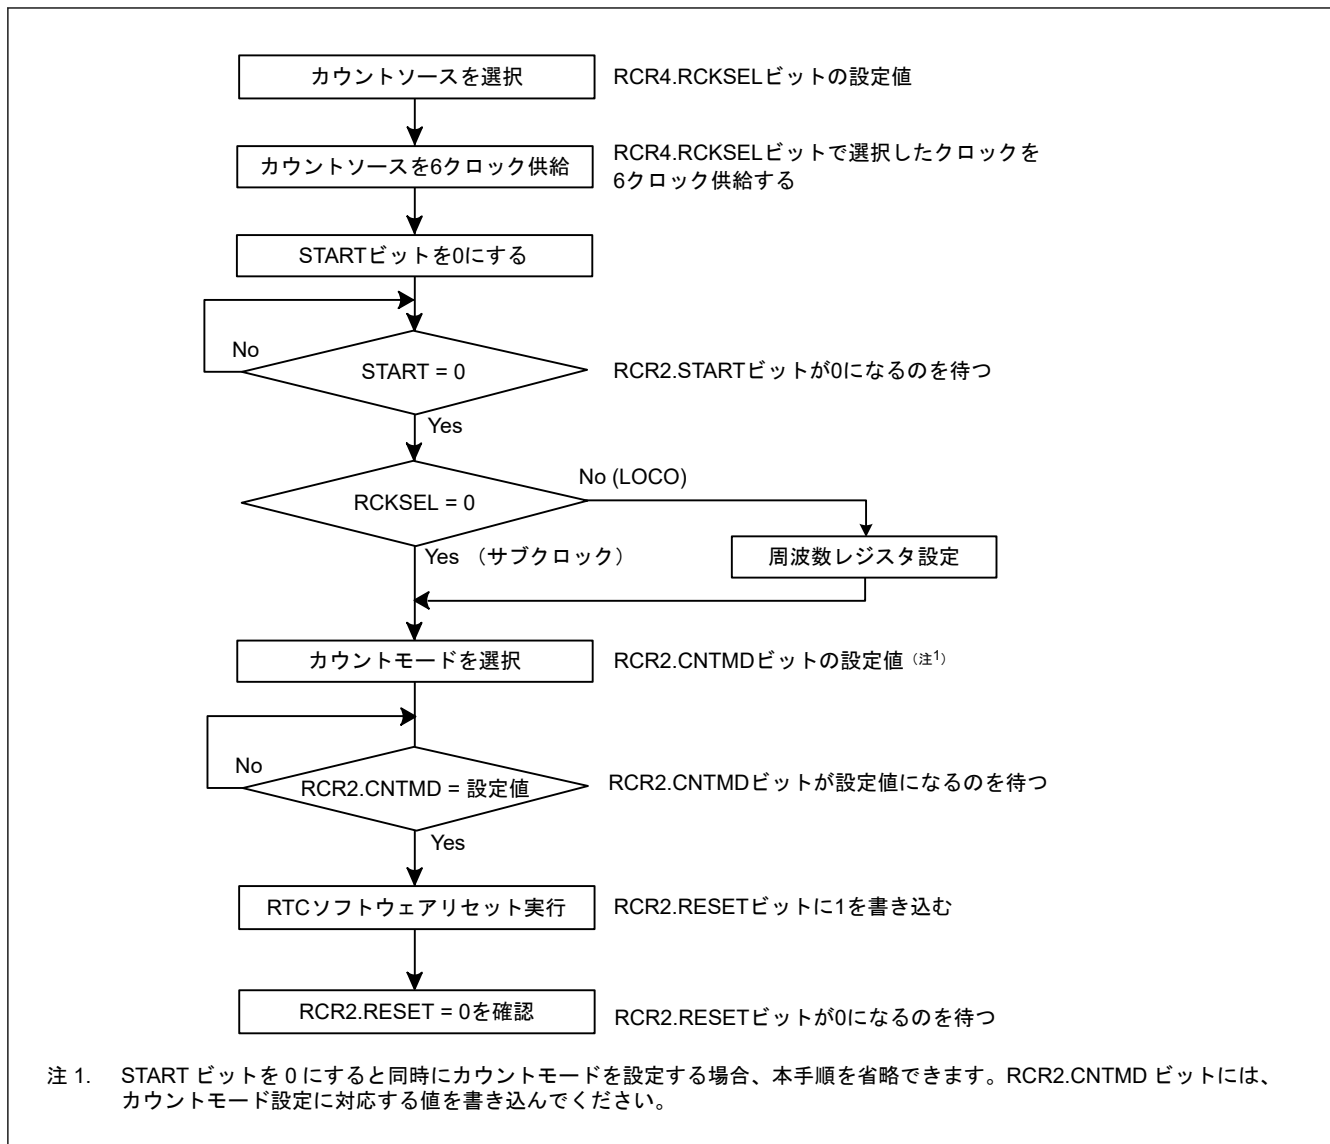 カウントソースを選択
RCR4.RCKSELビットの設定値
カウントソースを6クロック供給
RCR4.RCKSELビットで選択したクロックを
6クロック供給する
STARTビットを0にする
No
START = 0
RCR2.STARTビットが0になるのを待つ
Yes
No (LOCO)
RCKSEL = 0
Yes （サブクロック）
周波数レジスタ設定
カウントモードを選択
RCR2.CNTMDビットの設定値（注1）
No
RCR2.CNTMD = 設定値
RCR2.CNTMDビットが設定値になるのを待つ
Yes
RTCソフトウェアリセット実行
RCR2.RESETビットに1を書き込む
RCR2.RESET = 0を確認
RCR2.RESETビットが0になるのを待つ
注 1. START ビットを 0 にすると同時にカウントモードを設定する場合、本手順を省略できます。RCR2.CNTMD ビットには、
カウントモード設定に対応する値を書き込んでください。